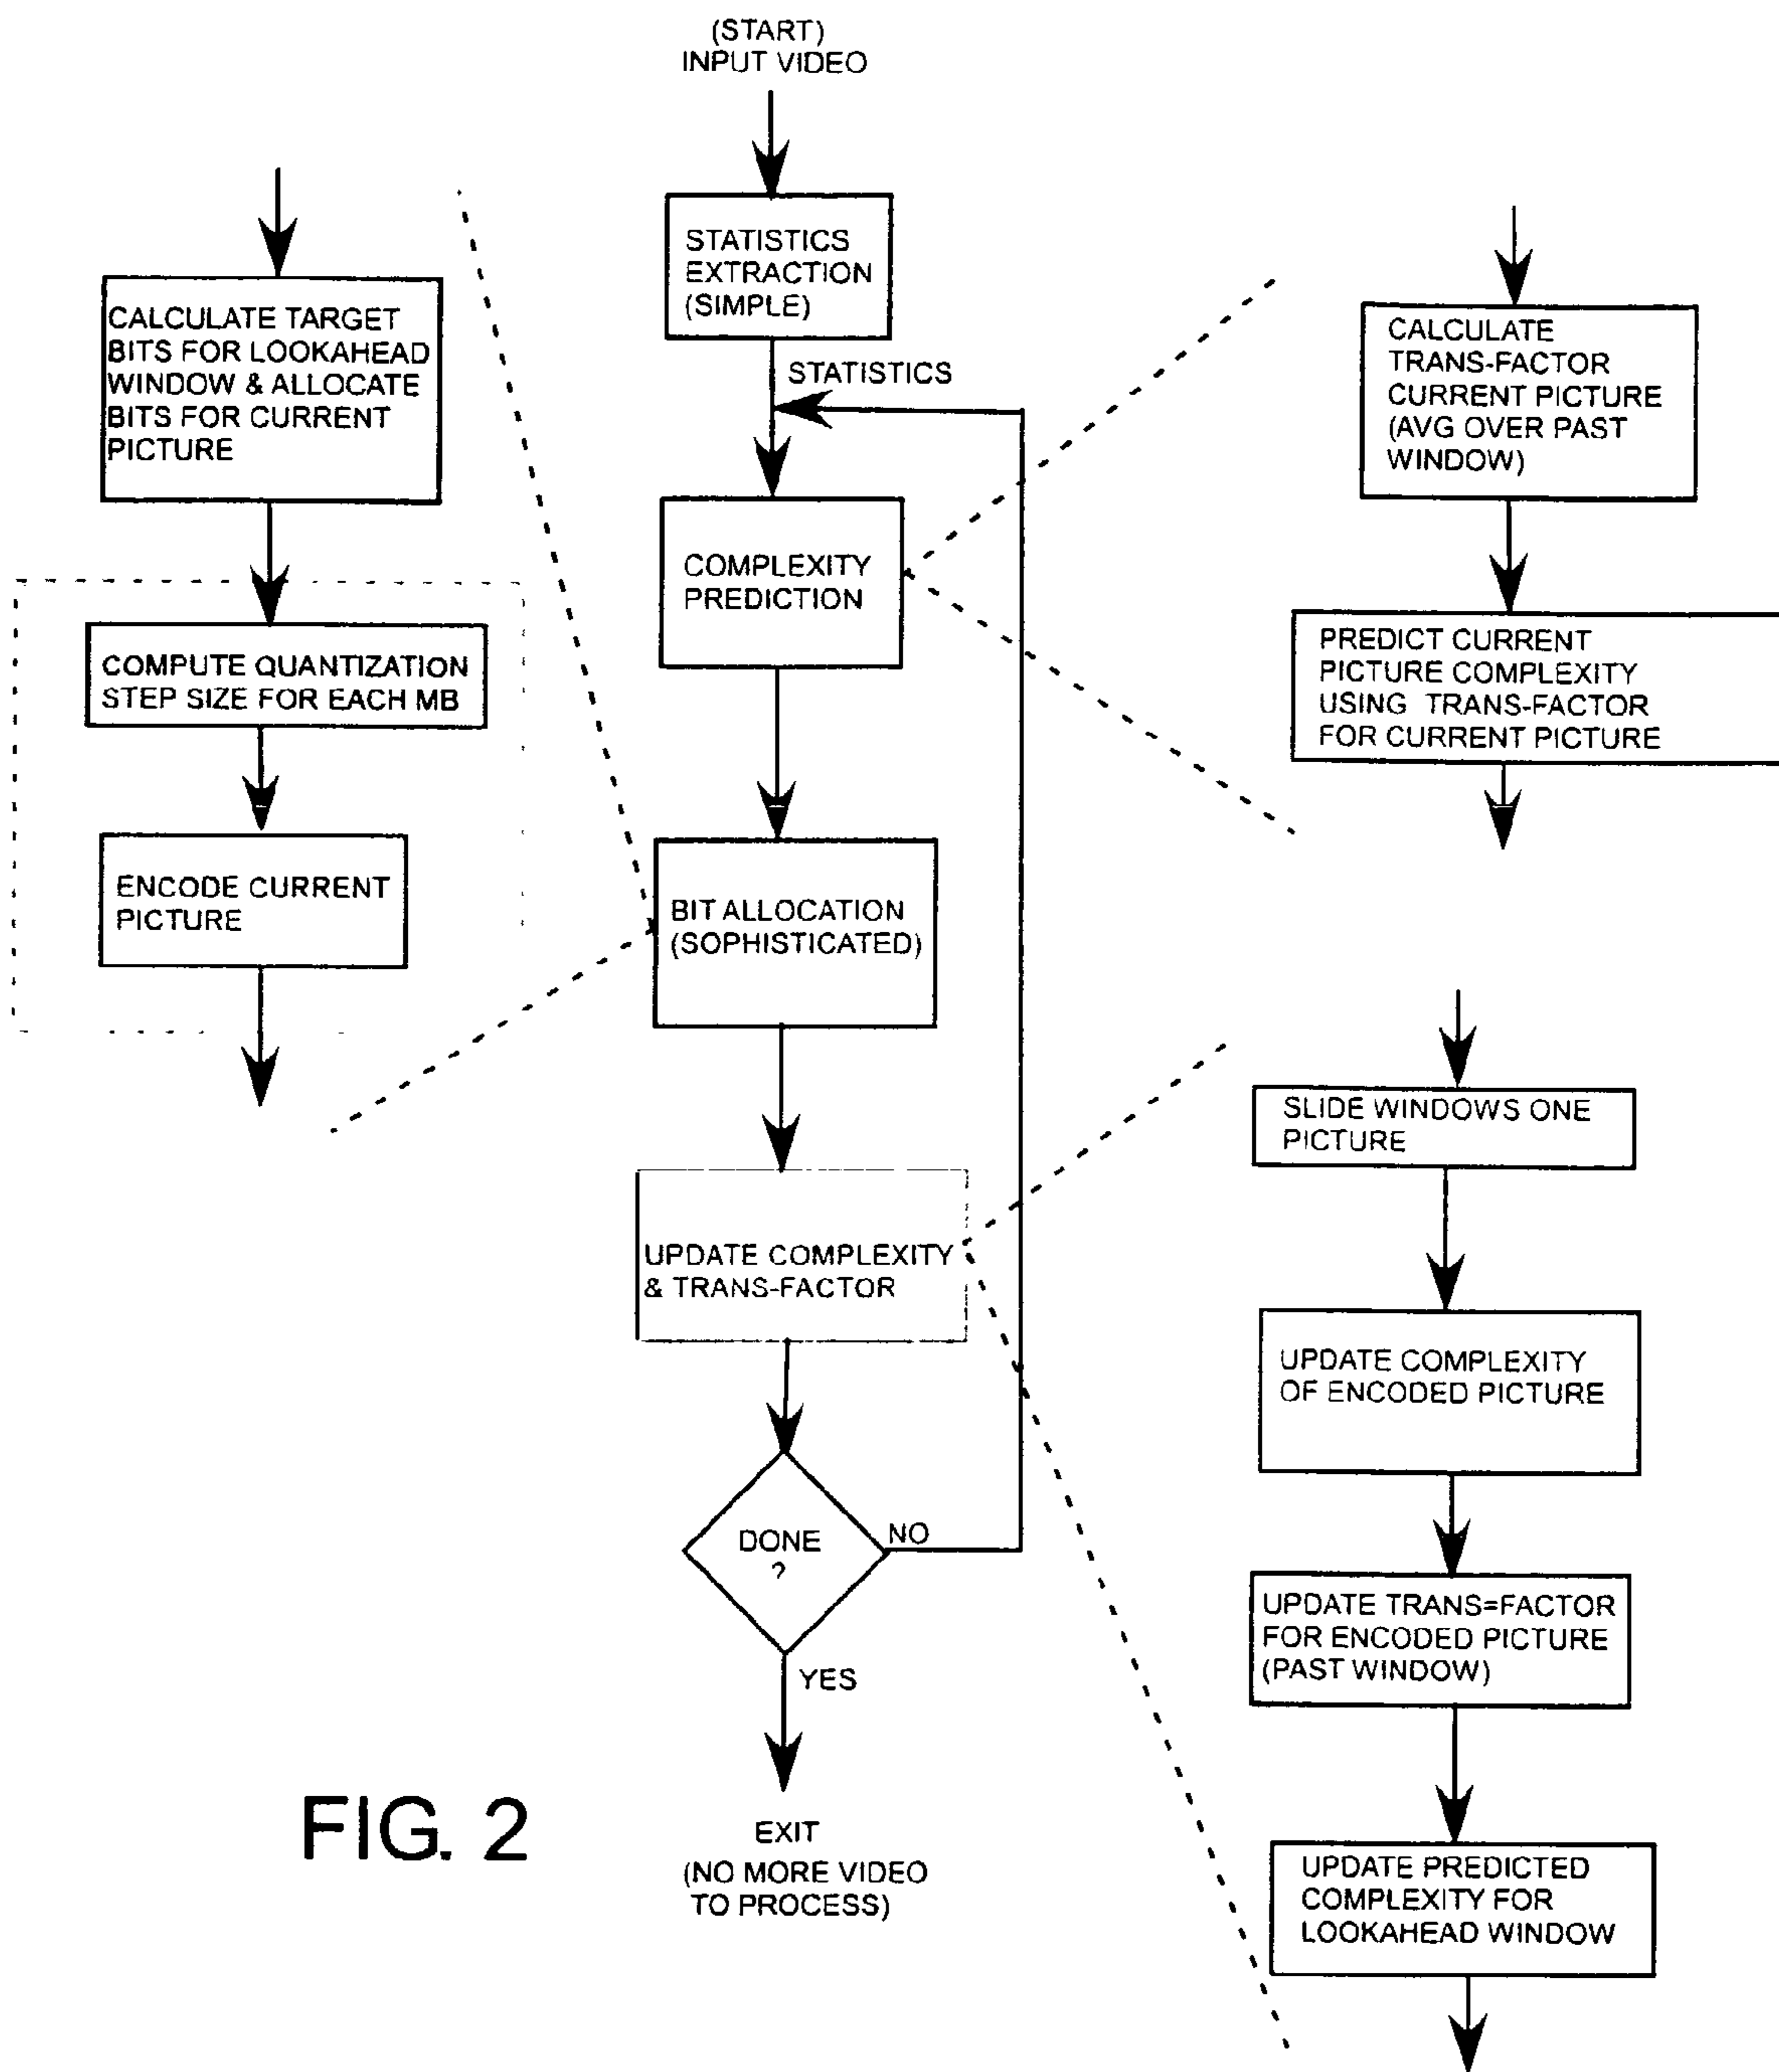 (START)
INPUT VIDEO
STATISTICS
EXTRACTION
(SIMPLE)
STATISTICS
COMPLEXITY
PREDICTION
BIT ALLOCATION
(SOPHISTICATED)
UPDATE COMPLEXITY
& TRANS-FACTOR
DONE
?
NO
YES
EXIT
(NO MORE VIDEO
TO PROCESS)
CALCULATE TARGET
BITS FOR LOOKAHEAD
WINDOW & ALLOCATE
BITS FOR CURRENT
PICTURE
COMPUTE QUANTIZATION
STEP SIZE FOR EACH MB
ENCODE CURRENT
PICTURE
CALCULATE
TRANS-FACTOR
CURRENT PICTURE
(AVG OVER PAST
WINDOW)
PREDICT CURRENT
PICTURE COMPLEXITY
USING TRANS-FACTOR
FOR CURRENT PICTURE
SLIDE WINDOWS ONE
PICTURE
UPDATE COMPLEXITY
OF ENCODED PICTURE
UPDATE TRANS=FACTOR
FOR ENCODED PICTURE
(PAST WINDOW)
UPDATE PREDICTED
COMPLEXITY FOR
LOOKAHEAD WINDOW
FIG. 2